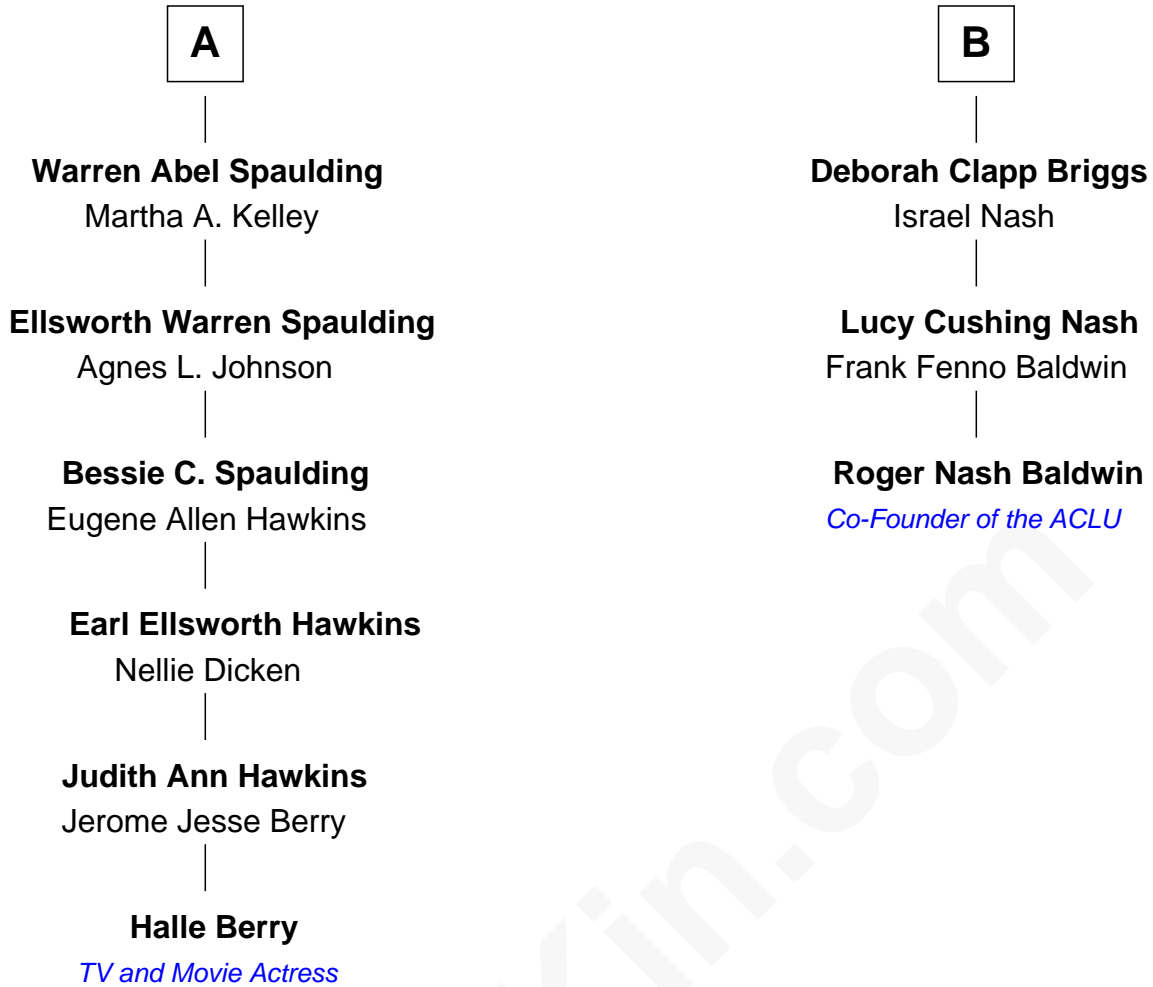 A
Warren Abel Spaulding
Martha A. Kelley
Ellsworth Warren Spaulding
Agnes L. Johnson
Bessie C. Spaulding
Eugene Allen Hawkins
Earl Ellsworth Hawkins
Nellie Dicken
Judith Ann Hawkins
Jerome Jesse Berry
Halle Berry
TV and Movie Actress
B
Deborah Clapp Briggs
Israel Nash
Lucy Cushing Nash
Frank Fenno Baldwin
Roger Nash Baldwin
Co-Founder of the ACLU